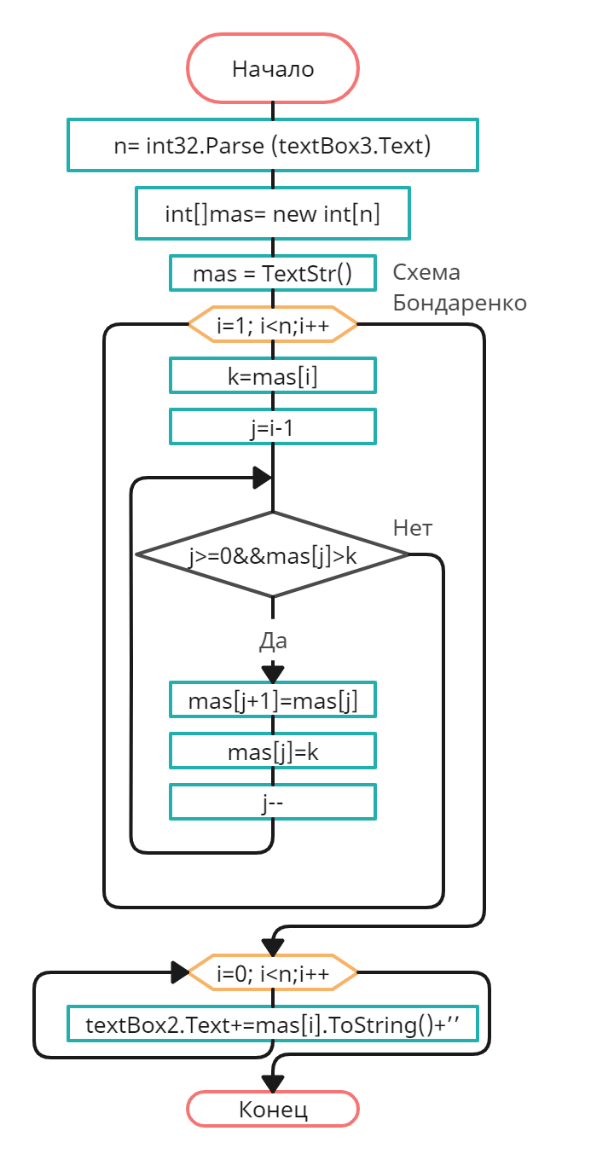 Начало
n= int32.Parse (textBox3.Text)
int[]mas= new int[n]
mas = TextStr()
Схема
Бондаренко
i=1; i<n;i++
k=mas[i]
j=i-1
Нет
j>=0&&mas[j]>k
Да
mas[j+1]=mas[j]
mas[j]=k
j--
i=0; i<n;i++
textBox2.Text+=mas[i].ToString()+’’
Конец